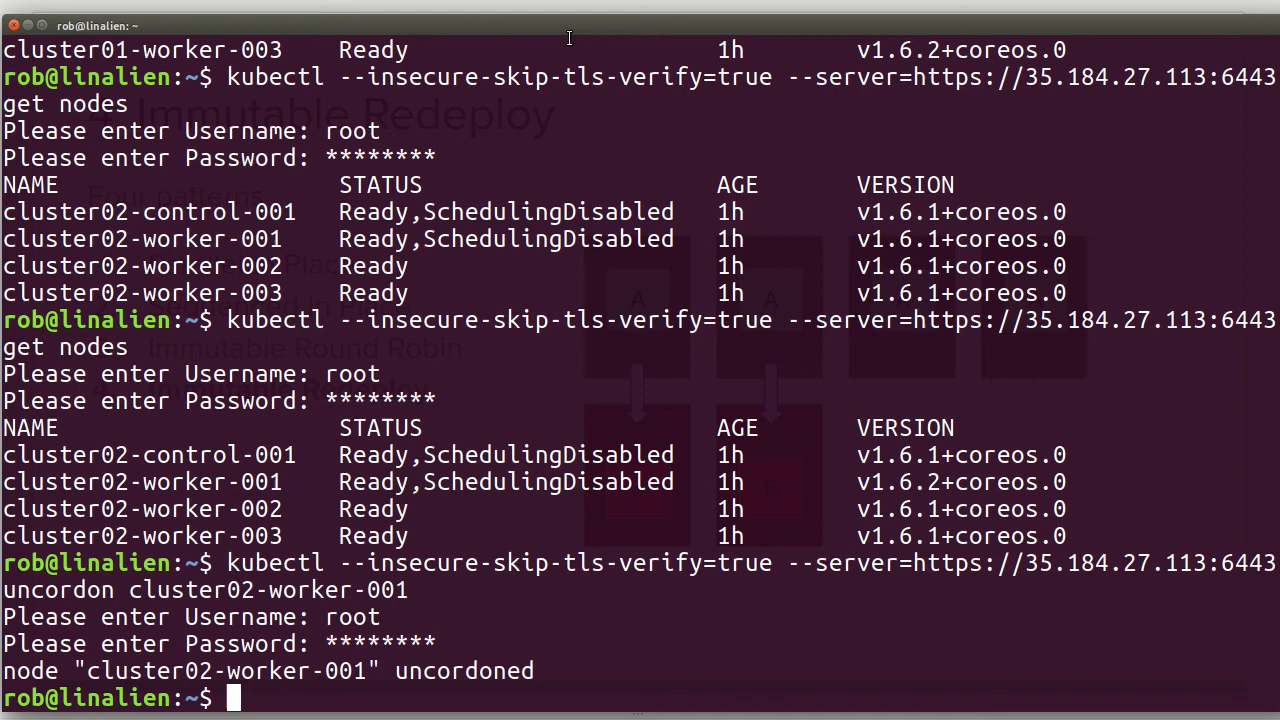 rob@linalien: ~
cluster01-worker-003    Ready                      1h         v1.6.2+coreos.0
rob@linalien:~$ kubectl --insecure-skip-tls-verify=true --server=https://35.184.27.113:6443
get nodes
Please enter Username: root
Please enter Password: ********
NAME                    STATUS                     AGE        VERSION
cluster02-control-001   Ready,SchedulingDisabled   1h         v1.6.1+coreos.0
cluster02-worker-001    Ready,SchedulingDisabled   1h         v1.6.1+coreos.0
cluster02-worker-002    Ready                      1h         v1.6.1+coreos.0
cluster02-worker-003    Ready                      1h         v1.6.1+coreos.0
rob@linalien:~$ kubectl --insecure-skip-tls-verify=true --server=https://35.184.27.113:6443
get nodes
Please enter Username: root
Please enter Password: ********
NAME                    STATUS                     AGE        VERSION
cluster02-control-001   Ready,SchedulingDisabled   1h         v1.6.1+coreos.0
cluster02-worker-001    Ready,SchedulingDisabled   1h         v1.6.2+coreos.0
cluster02-worker-002    Ready                      1h         v1.6.1+coreos.0
cluster02-worker-003    Ready                      1h         v1.6.1+coreos.0
rob@linalien:~$ kubectl --insecure-skip-tls-verify=true --server=https://35.184.27.113:6443
uncordon cluster02-worker-001
Please enter Username: root
Please enter Password: ********
node "cluster02-worker-001" uncordoned
rob@linalien:~$
4. Immutable Redeploy
Four patterns
Immutable Round Robin
A
A
B